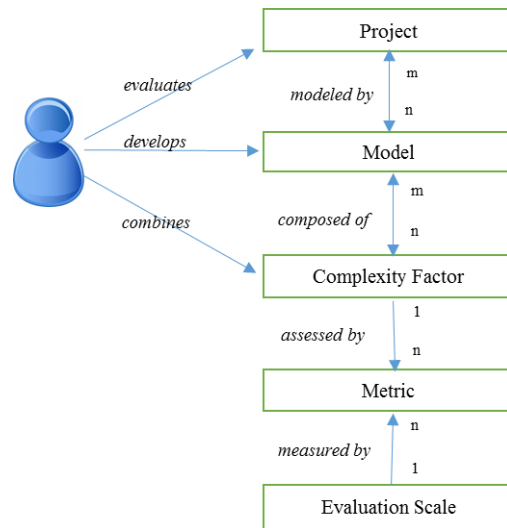 Project
evaluates
m
modeled by
n
develops
Model
m
composed of
n
combines
Complexity Factor
1
assessed by
n
Metric
n
measured by
1
Evaluation Scale